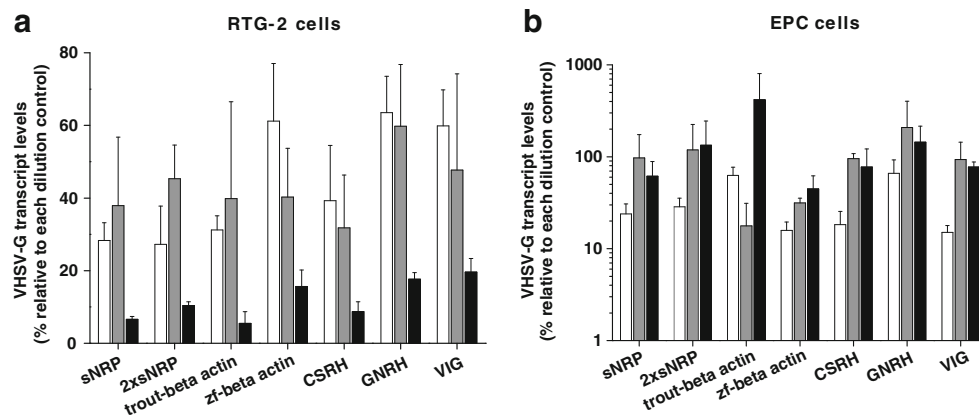 a
RTG-2 cells
VHSV-G transcript levels
(% relative to each dilution control)
80
60
40
20
0
sNRP
2xsNRP
trout-beta actin
zf-beta actin
CSRH
GNRH
VIG
b
EPC cells
VHSV-G transcript levels
(% relative to each dilution control)
1000
100
10
1
sNRP
2xsNRP
trout-beta actin
zf-beta actin
CSRH
GNRH
VIG